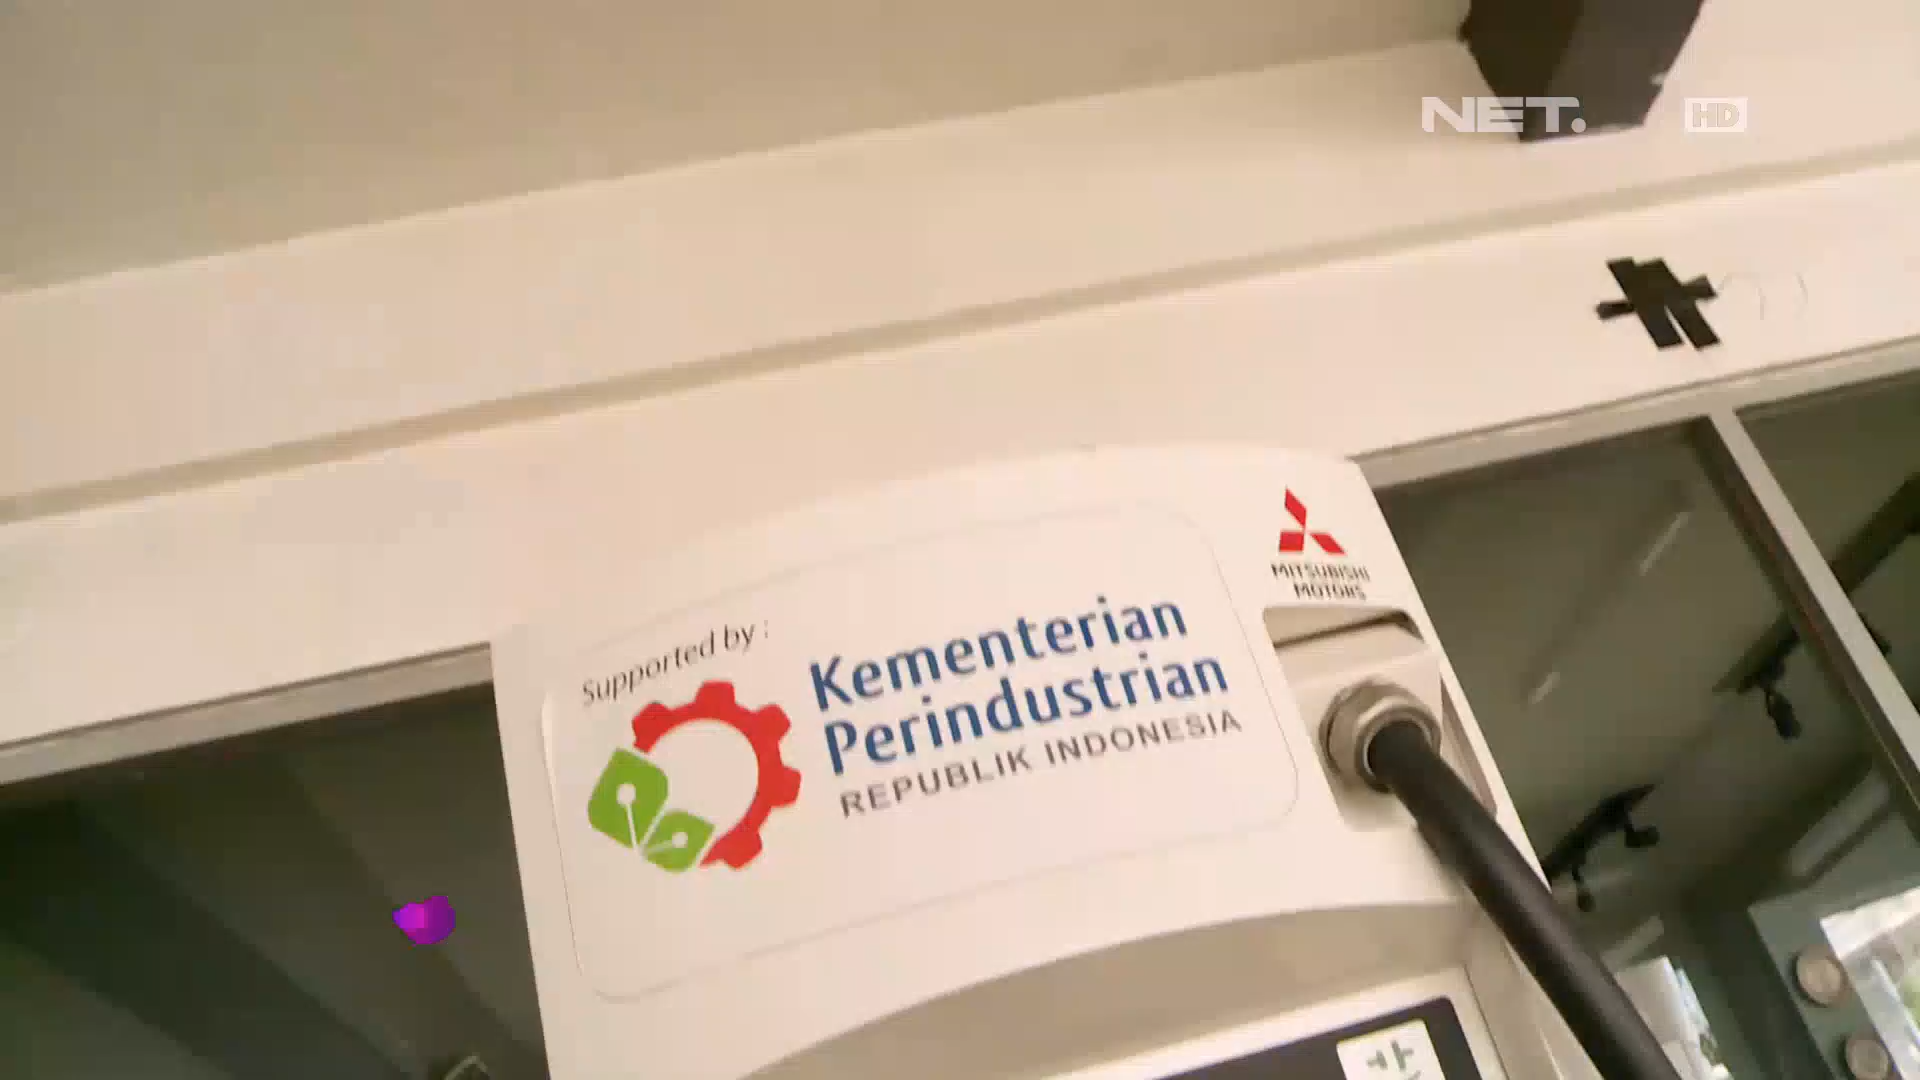 NET. HD
MITSUBISHI
MOTORS
Supported by :
Kementerian
Perindustrian
REPUBLIK INDONESIA